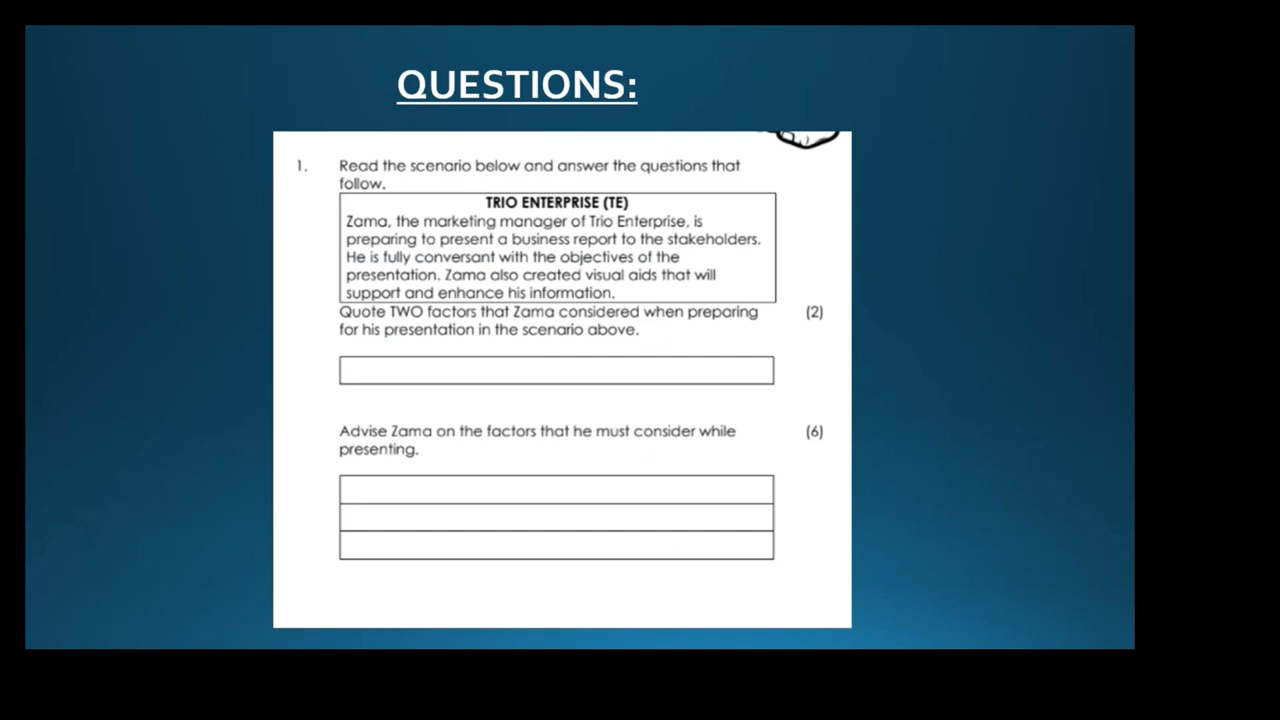 QUESTIONS:
1. Read the scenario below and answer the questions that
follow.
TRIO ENTERPRISE (TE)
Zama, the marketing manager of Trio Enterprise, is
preparing to present a business report to the stakeholders.
He is fully conversant with the objectives of the
presentation. Zama also created visual aids that will
support and enhance his information.
Quote TWO factors that Zama considered when preparing (2)
for his presentation in the scenario above.
Advise Zama on the factors that he must consider while (6)
presenting.